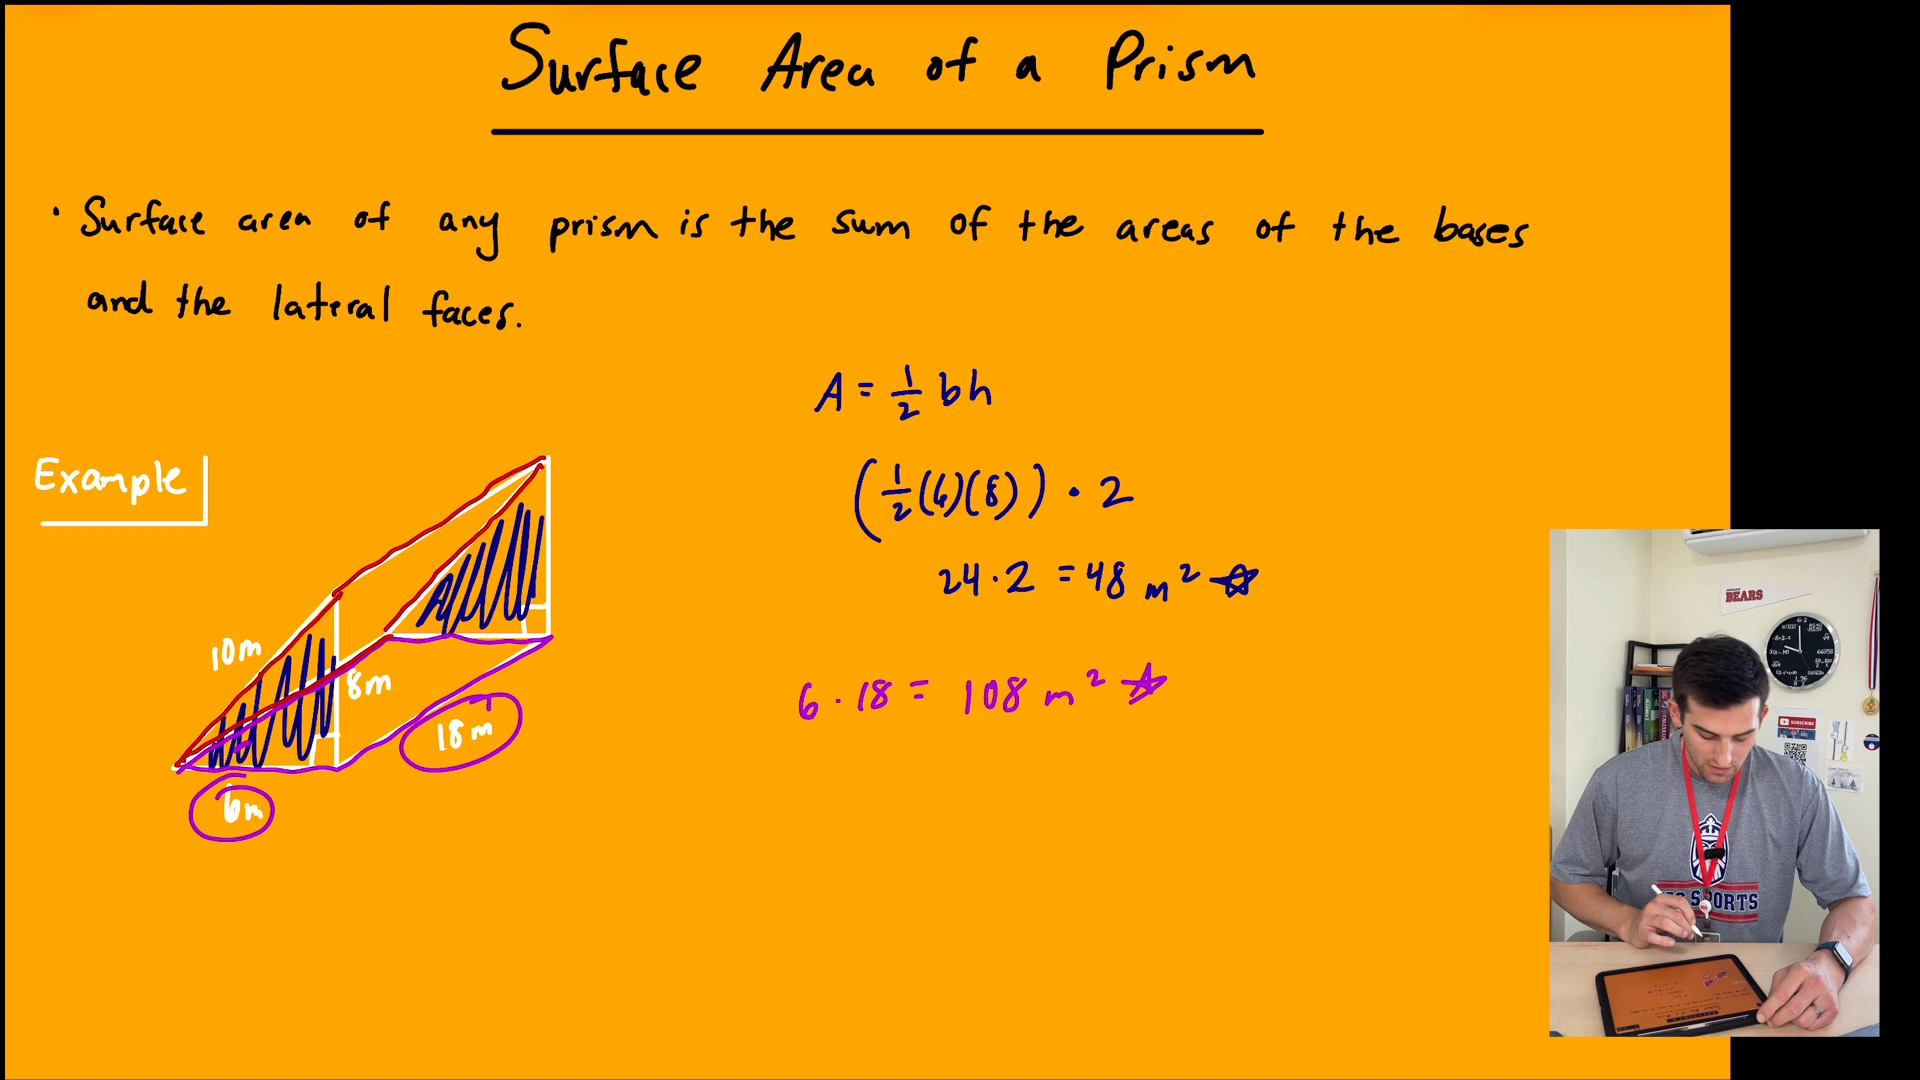 Surface Area of a Prism
· Surface area of any prism is the sum of the areas of the bases
and the lateral faces.
A = 1/2 bh
Example
(1/2(6)(8)) · 2
24·2 = 48 m²
10m
8m
6·18 = 108 m²
18m
6m
BEARS
SUBSCRIBE
SPORTS